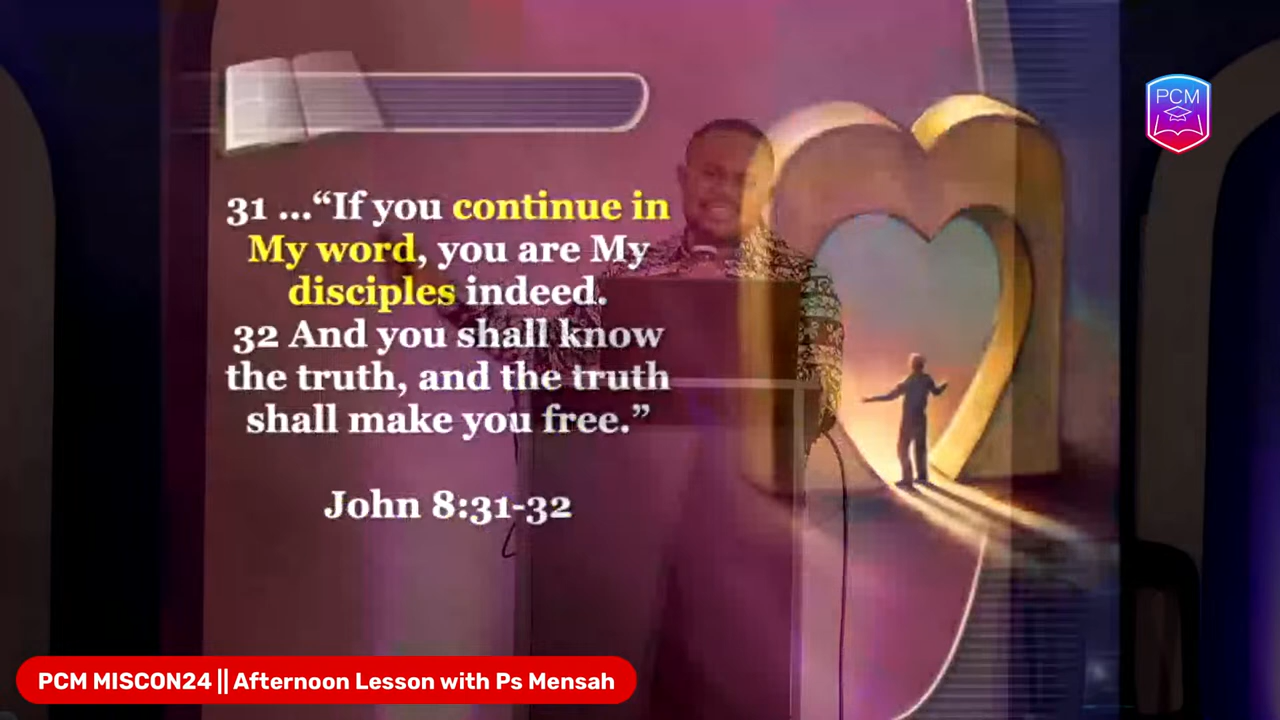 PCM
31 ...“If you continue in
My word, you are My
disciples indeed.
32 And you shall know
the truth, and the truth
shall make you free.”
John 8:31-32
PCM MISCON24 || Afternoon Lesson with Ps Mensah